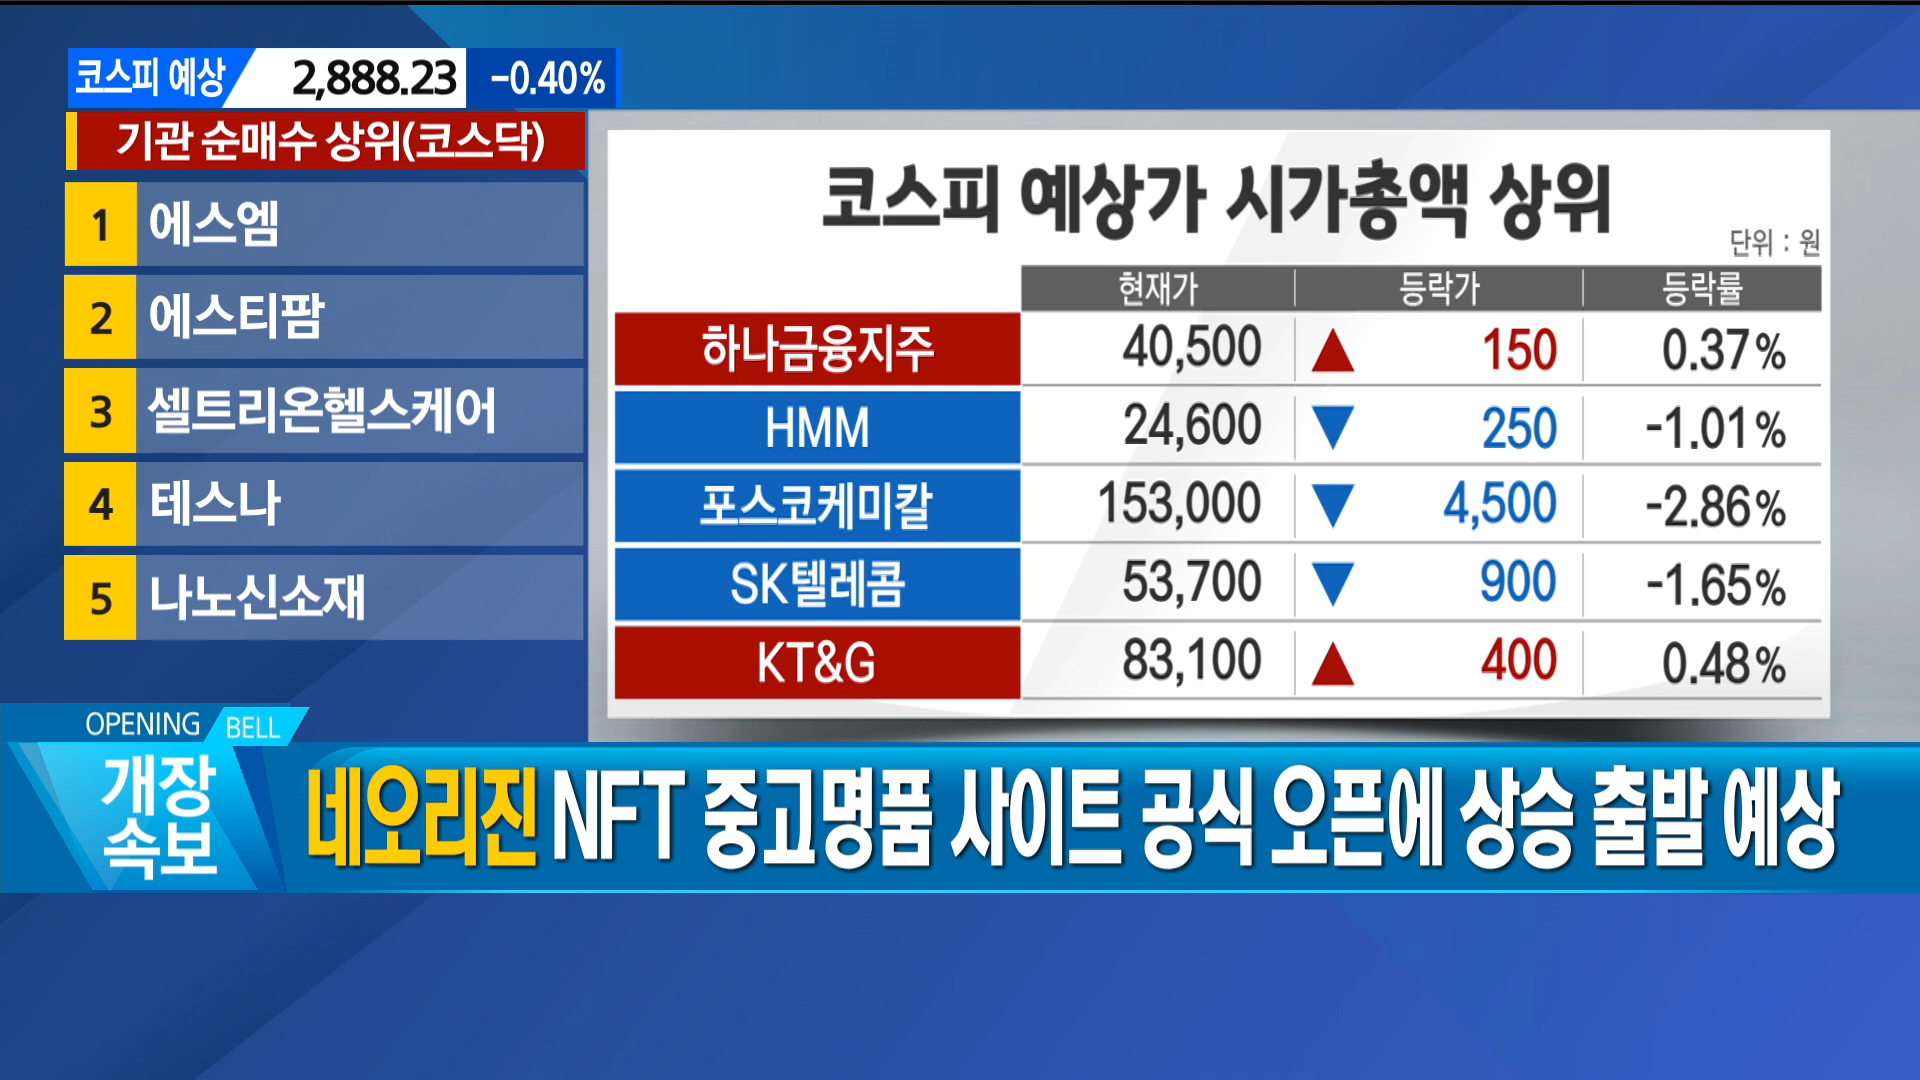 코스피 예상 2,888.23 -0.40%
기관 순매수 상위(코스닥)
1 에스엠
2 에스티팜
3 셀트리온헬스케어
4 테스나
5 나노신소재
코스피 예상가 시가총액 상위
단위 : 원
현재가 등락가 등락률
하나금융지주 40,500 ▲ 150 0.37%
HMM 24,600 ▼ 250 -1.01%
포스코케미칼 153,000 ▼ 4,500 -2.86%
SK텔레콤 53,700 ▼ 900 -1.65%
KT&G 83,100 ▲ 400 0.48%
OPENING BELL
개장
속보
네오리진 NFT 중고명품 사이트 공식 오픈에 상승 출발 예상